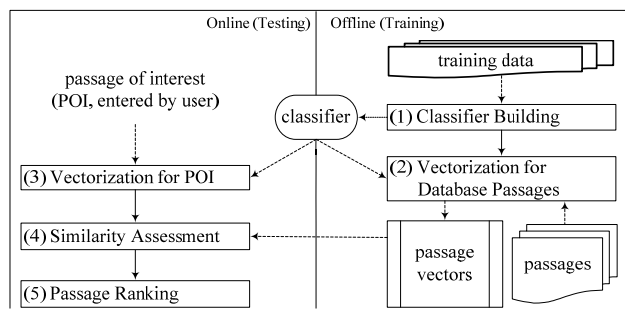 Online (Testing)
Offline (Training)
training data
passage of interest
(POI, entered by user)
classifier
(1) Classifier Building
(2) Vectorization for
Database Passages
(3) Vectorization for POI
(4) Similarity Assessment
passage
vectors
passages
(5) Passage Ranking